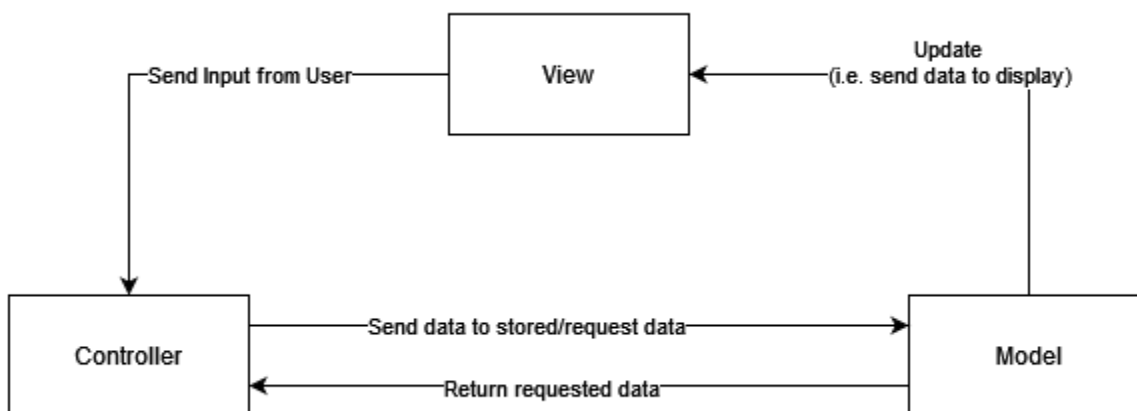 Update
Send Input from User
View
(i.e. send data to display)
Send data to stored/request data
Controller
Model
Return requested data